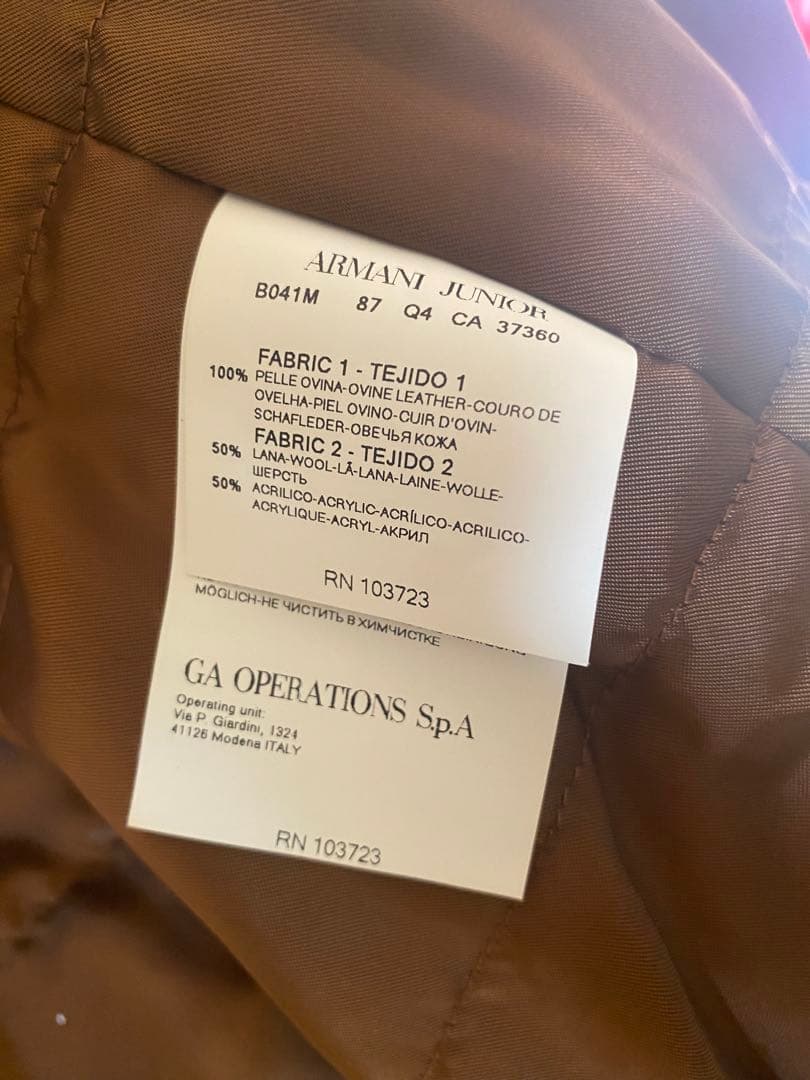 ARMANI JUNIOR
B041M 87 Q4 CA 37360
FABRIC 1 - TEJIDO 1
100% PELLE OVINA-OVINE LEATHER-COURO DE
OVELHA-PIEL OVINO-CUIR D'OVIN-
SCHAFLEDER-ОВЕЧЬЯ КОЖА
FABRIC 2 - TEJIDO 2
50% LANA-WOOL-LÃ-LANA-LAINE-WOLLE-
ШЕРСТЬ
50% ACRILICO-ACRYLIC-ACRÍLICO-ACRILICO-
ACRYLIQUE-ACRYL-АКРИЛ
RN 103723
MÖGLICH-НЕ ЧИСТИТЬ В ХИМЧИСТКЕ
GA OPERATIONS S.p.A
Operating unit:
Via P. Giardini, 1324
41126 Modena ITALY
RN 103723